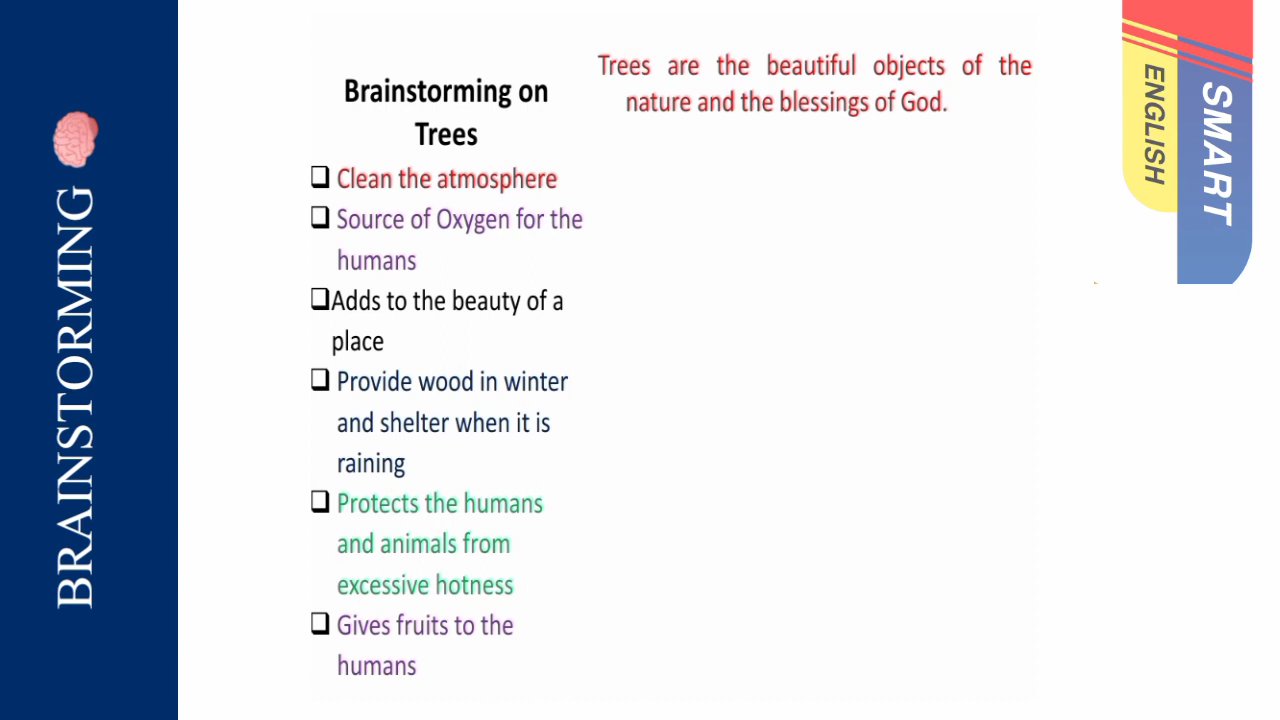 BRAINSTORMING
Brainstorming on
Trees
Clean the atmosphere
Source of Oxygen for the
humans
Adds to the beauty of a
place
Provide wood in winter
and shelter when it is
raining
Protects the humans
and animals from
excessive hotness
Gives fruits to the
humans
Trees are the beautiful objects of the
nature and the blessings of God.
SMART
ENGLISH